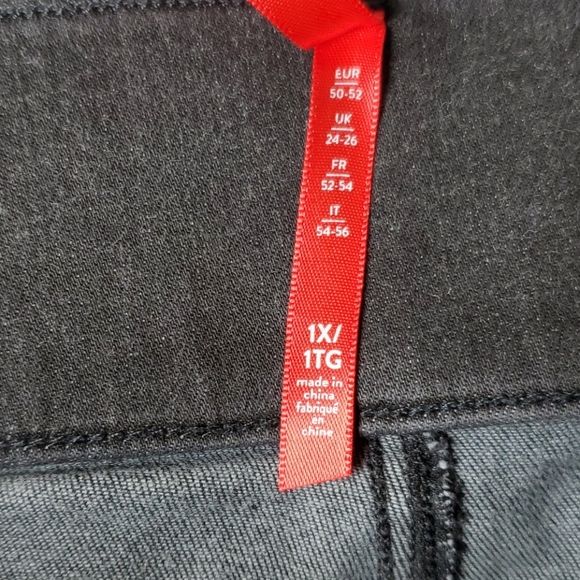 EUR
50-52
UK
24-26
FR
52-54
IT
54-56
1X/
1TG
made in
china
fabriqué
en
chine